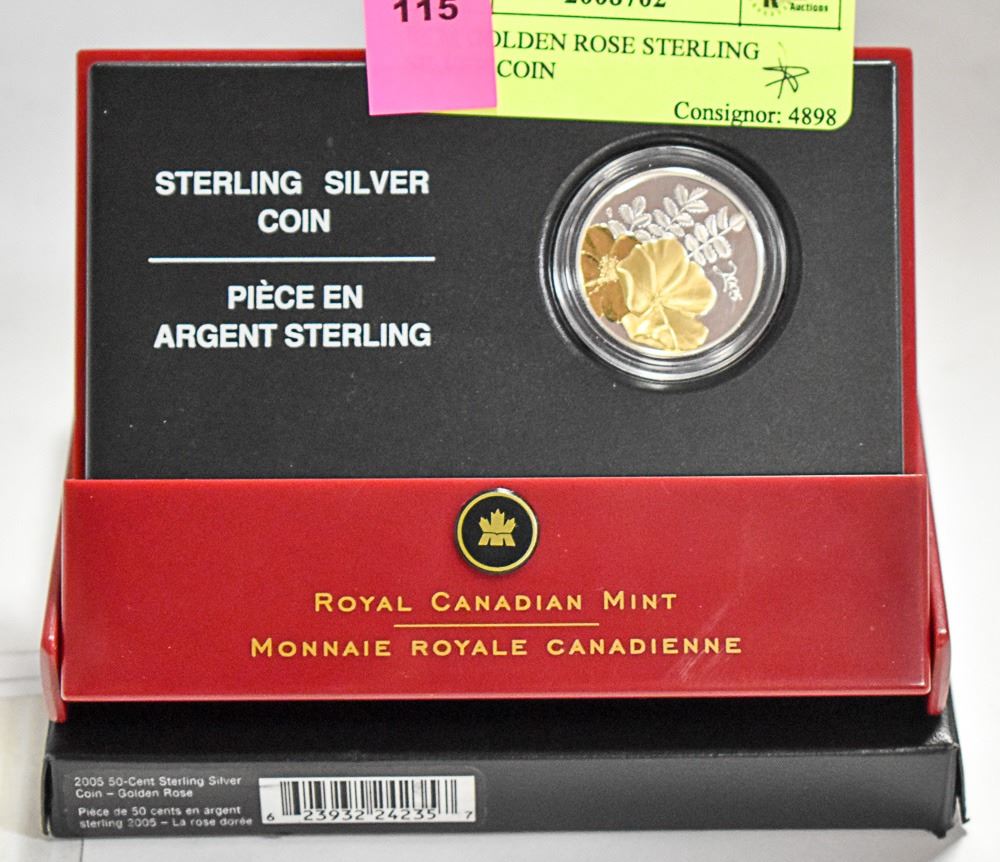 115
Auctions
OLDEN ROSE STERLING
COIN
Consignor: 4898
STERLING SILVER
COIN
PIÈCE EN
ARGENT STERLING
2005
ROYAL CANADIAN MINT
MONNAIE ROYALE CANADIENNE
2005 50-Cent Sterling Silver
Coin – Golden Rose
Pièce de 50 cents en argent
sterling 2005 – La rose dorée
6 23932 24235 7